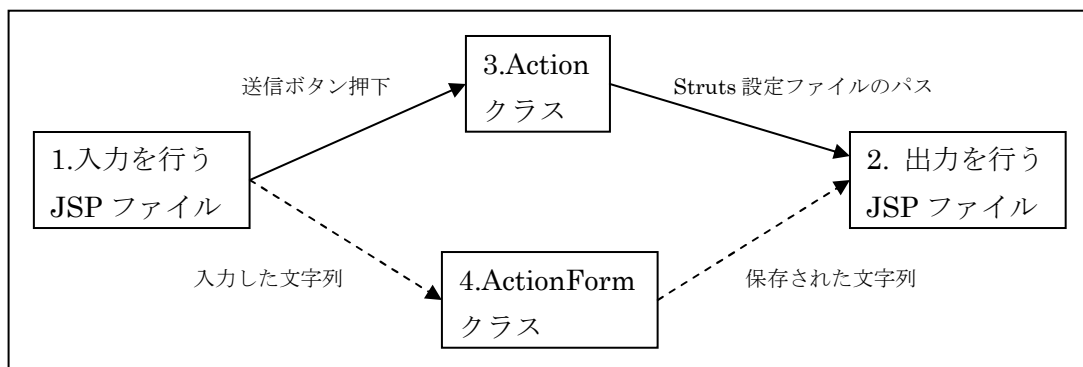 3.Action
クラス
送信ボタン押下
Struts 設定ファイルのパス
1.入力を行う
JSP ファイル
2. 出力を行う
JSP ファイル
入力した文字列
4.ActionForm
クラス
保存された文字列